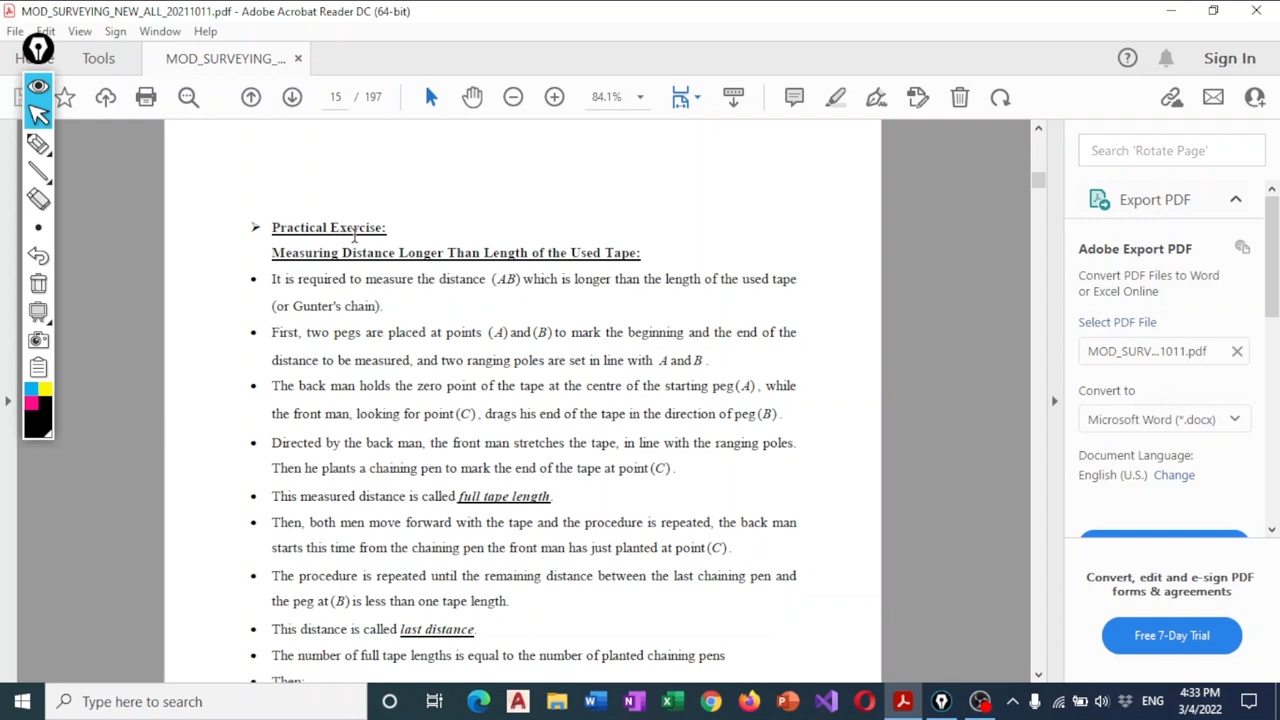 MOD_SURVEYING_NEW_ALL_20211011.pdf - Adobe Acrobat Reader DC (64-bit)
File Edit View Sign Window Help
Tools MOD_SURVEYING_... × Sign In
15 / 197 84.1%
➢ Practical Exercise:
Measuring Distance Longer Than Length of the Used Tape:
• It is required to measure the distance (AB) which is longer than the length of the used tape
(or Gunter's chain).
• First, two pegs are placed at points (A) and (B) to mark the beginning and the end of the
distance to be measured, and two ranging poles are set in line with A and B .
• The back man holds the zero point of the tape at the centre of the starting peg (A), while
the front man, looking for point (C), drags his end of the tape in the direction of peg (B).
• Directed by the back man, the front man stretches the tape, in line with the ranging poles.
Then he plants a chaining pen to mark the end of the tape at point (C).
• This measured distance is called full tape length.
• Then, both men move forward with the tape and the procedure is repeated, the back man
starts this time from the chaining pen the front man has just planted at point (C).
• The procedure is repeated until the remaining distance between the last chaining pen and
the peg at (B) is less than one tape length.
• This distance is called last distance.
• The number of full tape lengths is equal to the number of planted chaining pens
• Then:
Search 'Rotate Page'
Export PDF
Adobe Export PDF
Convert PDF Files to Word
or Excel Online
Select PDF File
MOD_SURV...1011.pdf ×
Convert to
Microsoft Word (*.docx)
Document Language:
English (U.S.) Change
Convert, edit and e-sign PDF
forms & agreements
Free 7-Day Trial
Type here to search
ENG
4:33 PM
3/4/2022